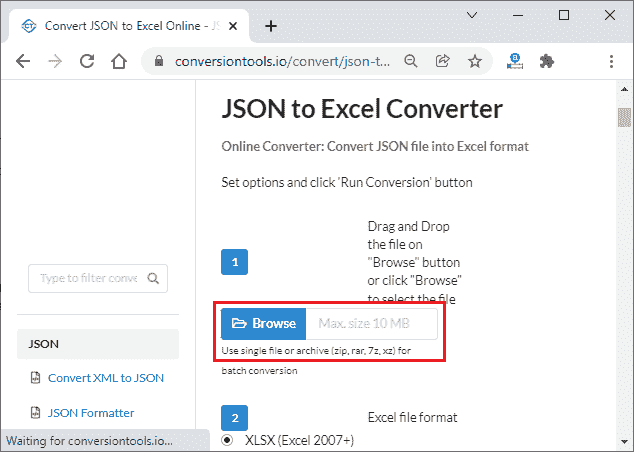 Convert JSON to Excel Online - JS
conversiontools.io/convert/json-t...
JSON to Excel Converter
Online Converter: Convert JSON file into Excel format
Set options and click 'Run Conversion' button
1
Drag and Drop
the file on
"Browse" button
or click "Browse"
to select the file
Type to filter conve
Browse
Max. size 10 MB
Use single file or archive (zip, rar, 7z, xz) for
batch conversion
JSON
Convert XML to JSON
JSON Formatter
2
Excel file format
XLSX (Excel 2007+)
Waiting for conversiontools.io...